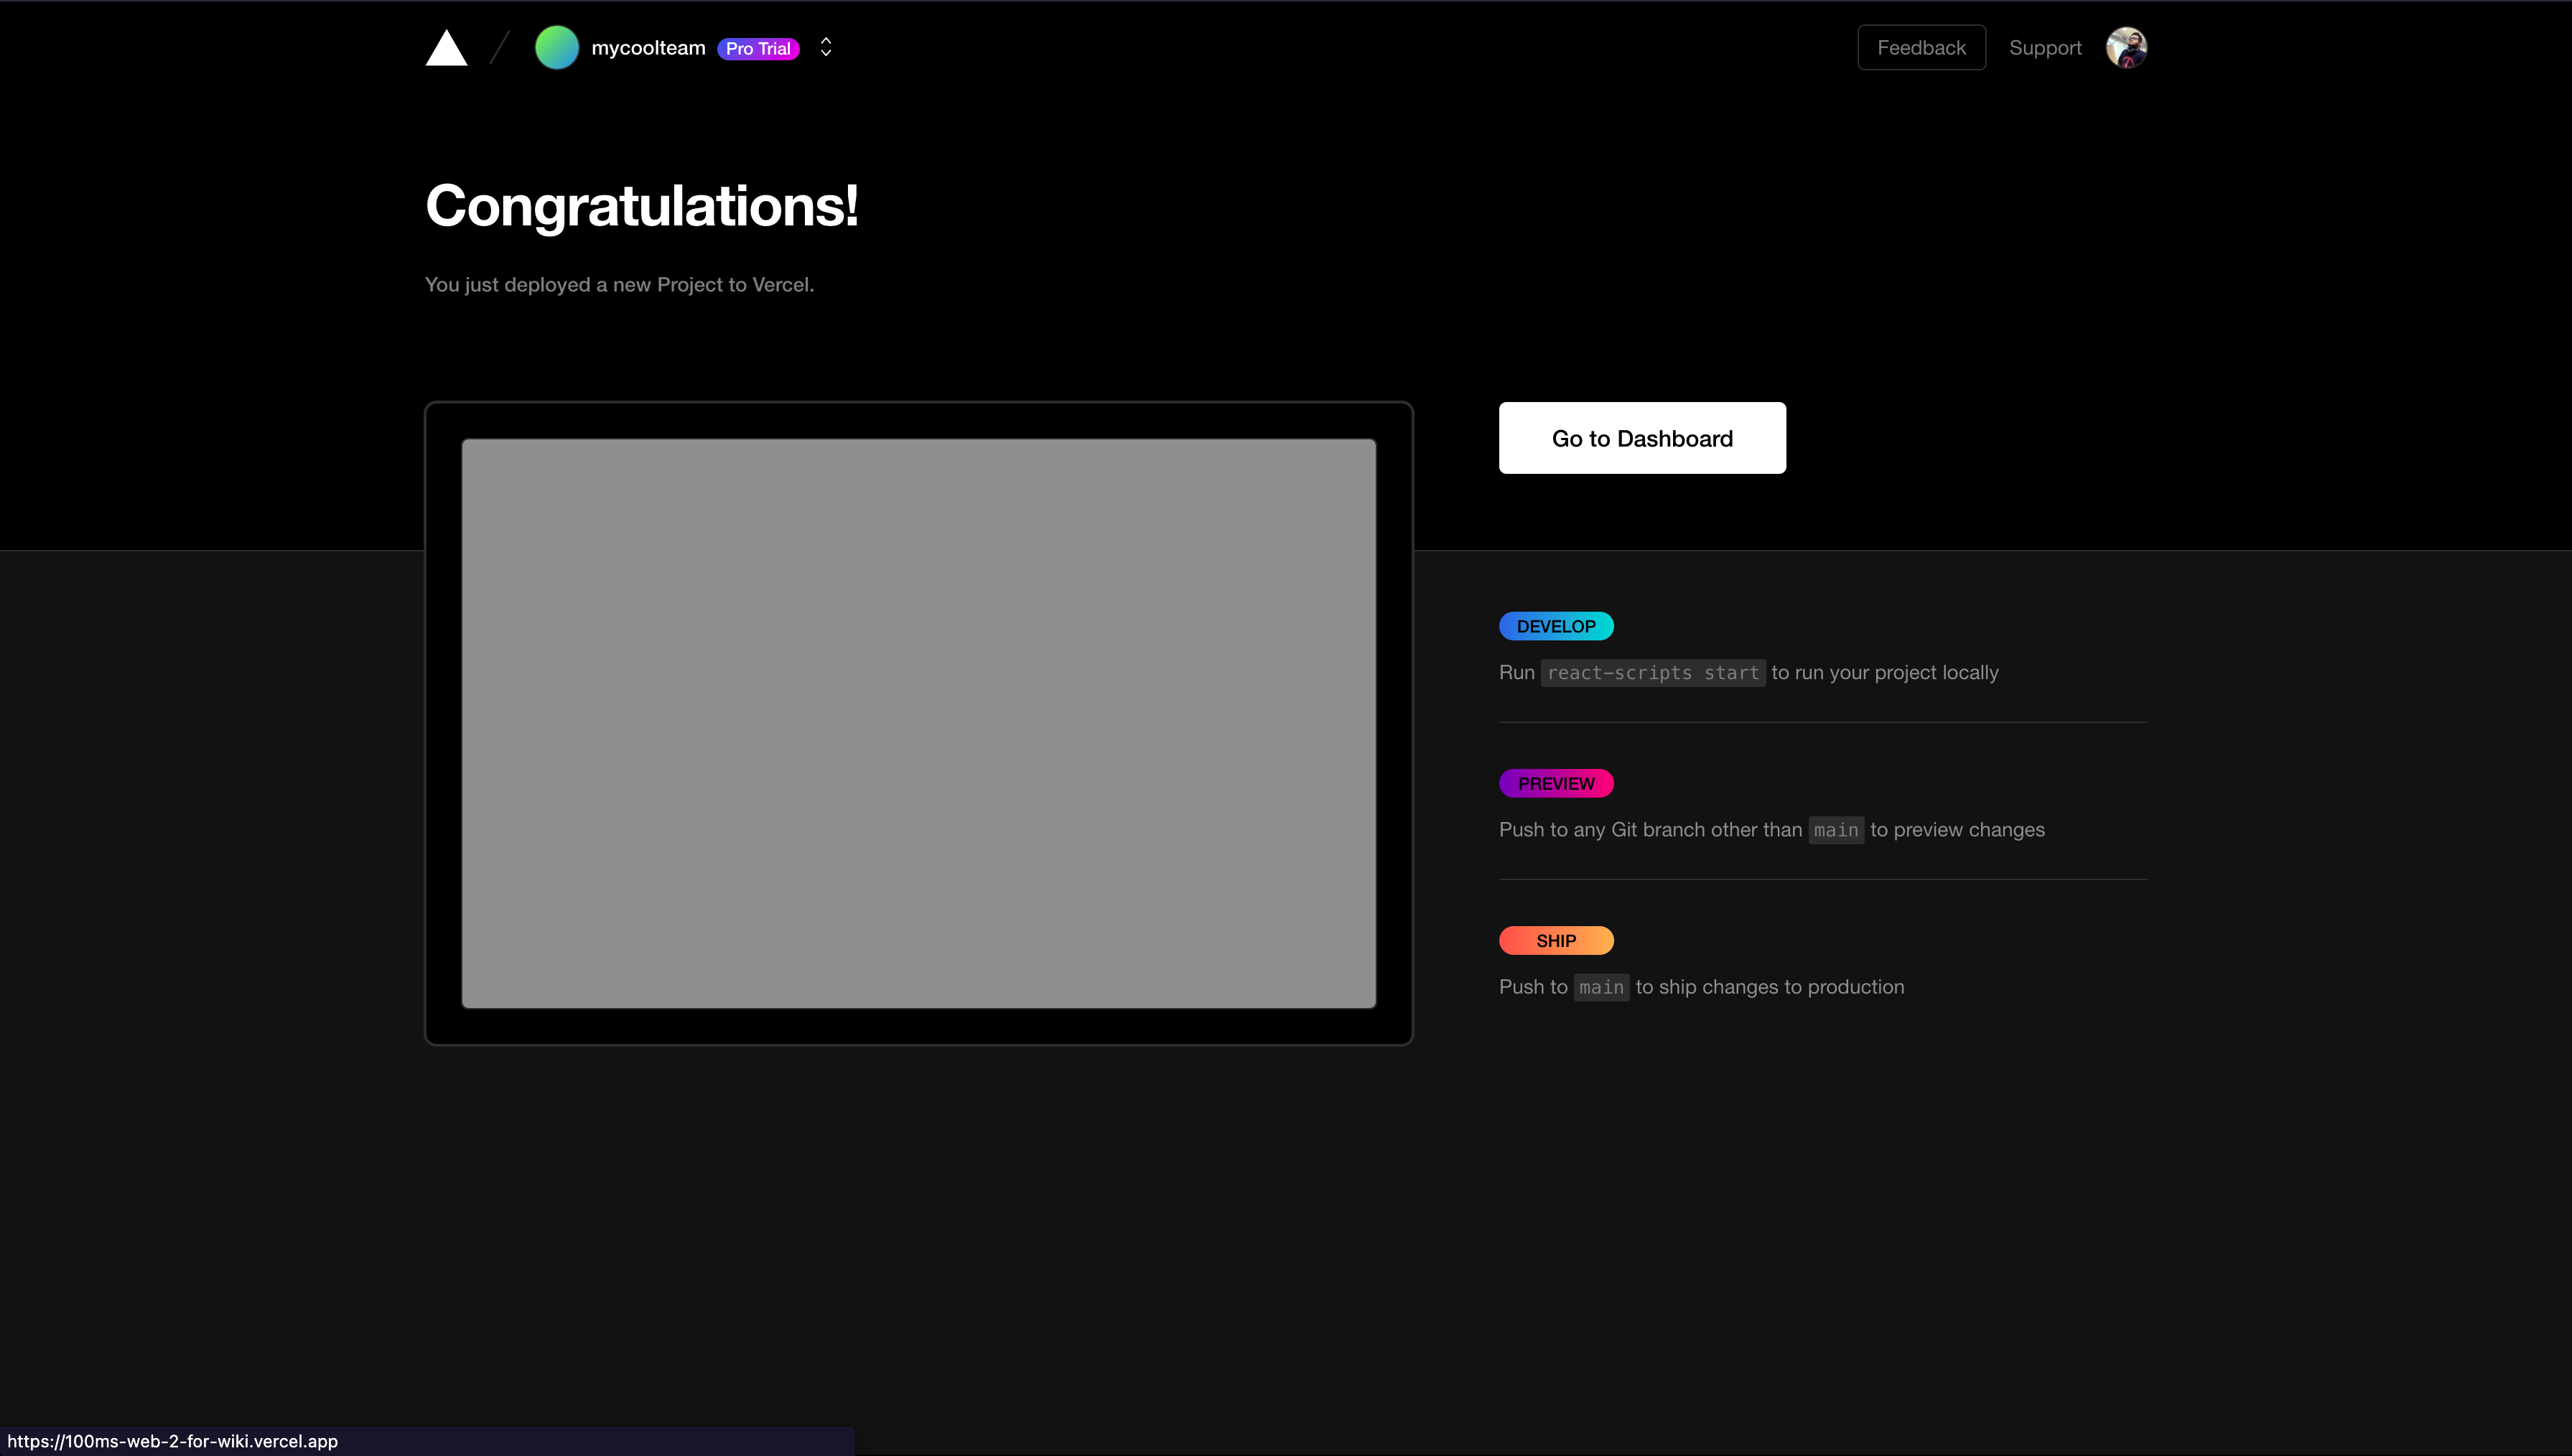 mycoolteam Pro Trial
Feedback Support
Congratulations!
You just deployed a new Project to Vercel.
Go to Dashboard
DEVELOP
Run react-scripts start to run your project locally
PREVIEW
Push to any Git branch other than main to preview changes
SHIP
Push to main to ship changes to production
https://100ms-web-2-for-wiki.vercel.app